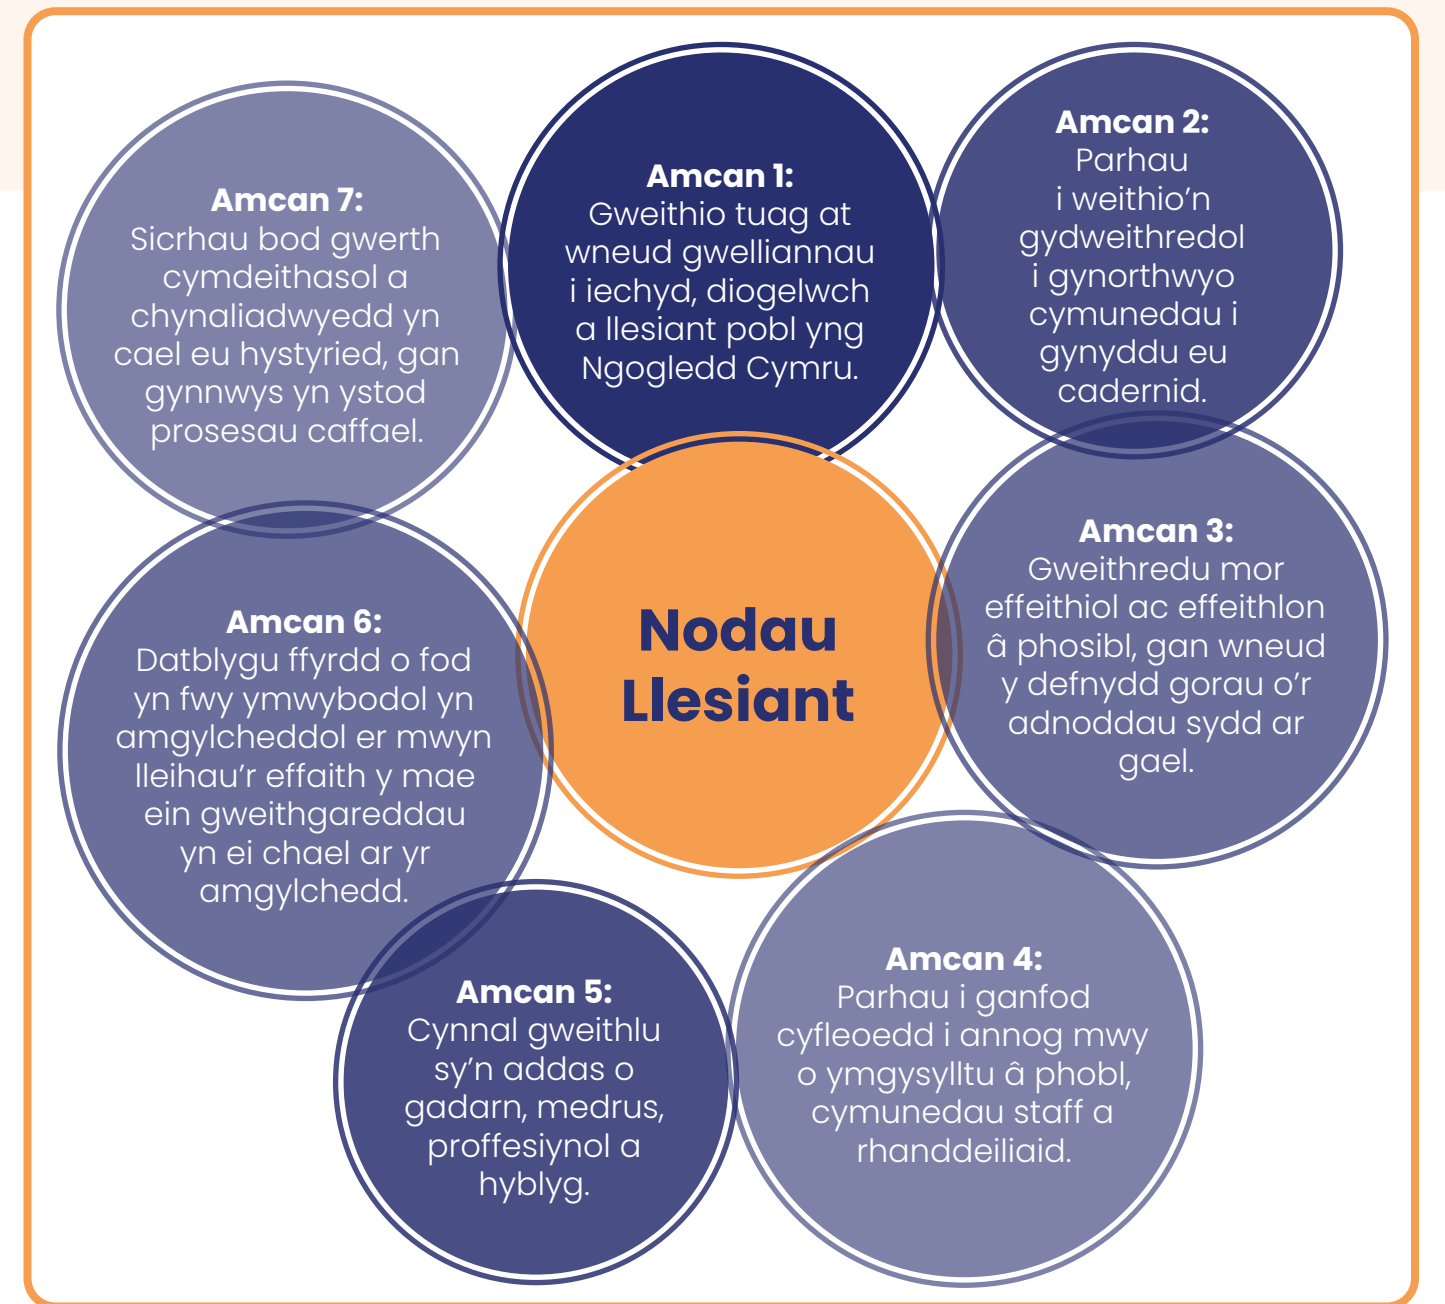 Amcan 1:
Gweithio tuag at
wneud gwelliannau
i iechyd, diogelwch
a llesiant pobl yng
Ngogledd Cymru.
Amcan 2:
Parhau
i weithio’n
gydweithredol
i gynorthwyo
cymunedau i
gynyddu eu
cadernid.
Amcan 3:
Gweithredu mor
effeithiol ac effeithlon
â phosibl, gan wneud
y defnydd gorau o’r
adnoddau sydd ar
gael.
Amcan 4:
Parhau i ganfod
cyfleoedd i annog mwy
o ymgysylltu â phobl,
cymunedau staff a
rhanddeiliaid.
Amcan 5:
Cynnal gweithlu
sy’n addas o
gadarn, medrus,
proffesiynol a
hyblyg.
Amcan 6:
Datblygu ffyrdd o fod
yn fwy ymwybodol yn
amgylcheddol er mwyn
lleihau’r effaith y mae
ein gweithgareddau
yn ei chael ar yr
amgylchedd.
Amcan 7:
Sicrhau bod gwerth
cymdeithasol a
chynaliadwyedd yn
cael eu hystyried, gan
gynnwys yn ystod
prosesau caffael.
Nodau
Llesiant